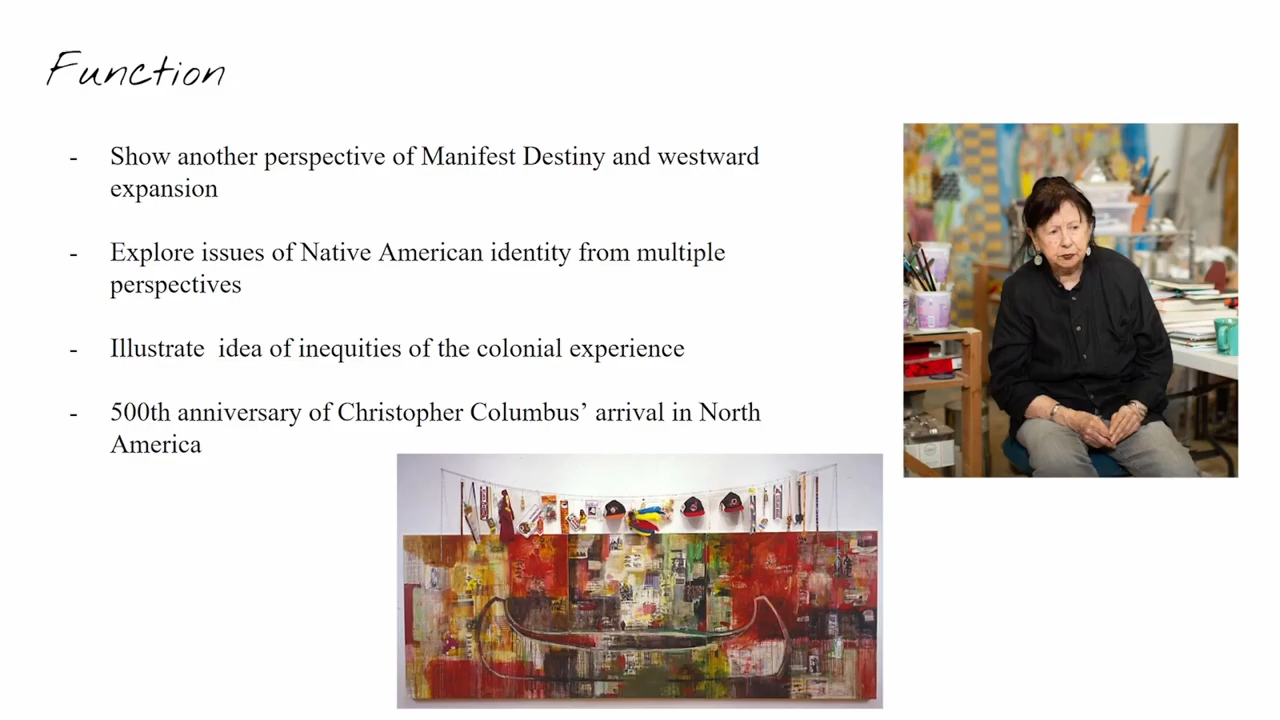 Function
- Show another perspective of Manifest Destiny and westward
expansion
- Explore issues of Native American identity from multiple
perspectives
- Illustrate  idea of inequities of the colonial experience
- 500th anniversary of Christopher Columbus’ arrival in North
America